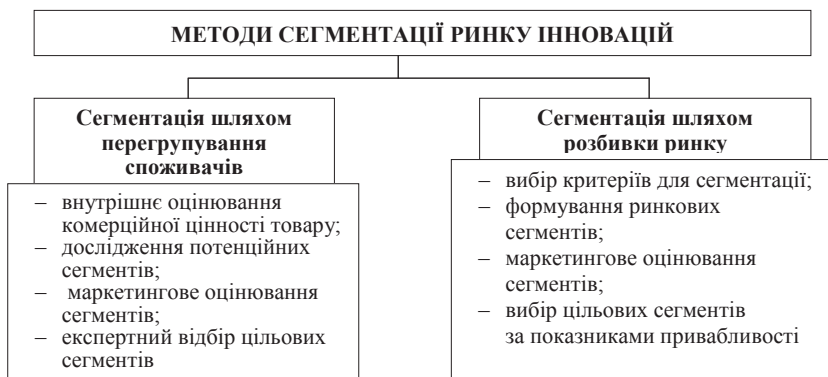 МЕТОДИ СЕГМЕНТАЦІЇ РИНКУ ІННОВАЦІЙ
Сегментація шляхом
перегрупування
споживачів
– внутрішнє оцінювання
комерційної цінності товару;
– дослідження потенційних
сегментів;
– маркетингове оцінювання
сегментів;
– експертний відбір цільових
сегментів
Сегментація шляхом
розбивки ринку
– вибір критеріїв для сегментації;
– формування ринкових
сегментів;
– маркетингове оцінювання
сегментів;
– вибір цільових сегментів
за показниками привабливості